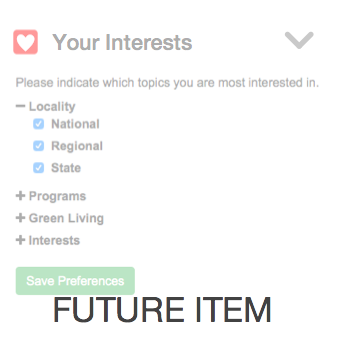 Your Interests
Please indicate which topics you are most interested in.
Locality
National
Regional
State
Programs
Green Living
Interests
Save Preferences
FUTURE ITEM